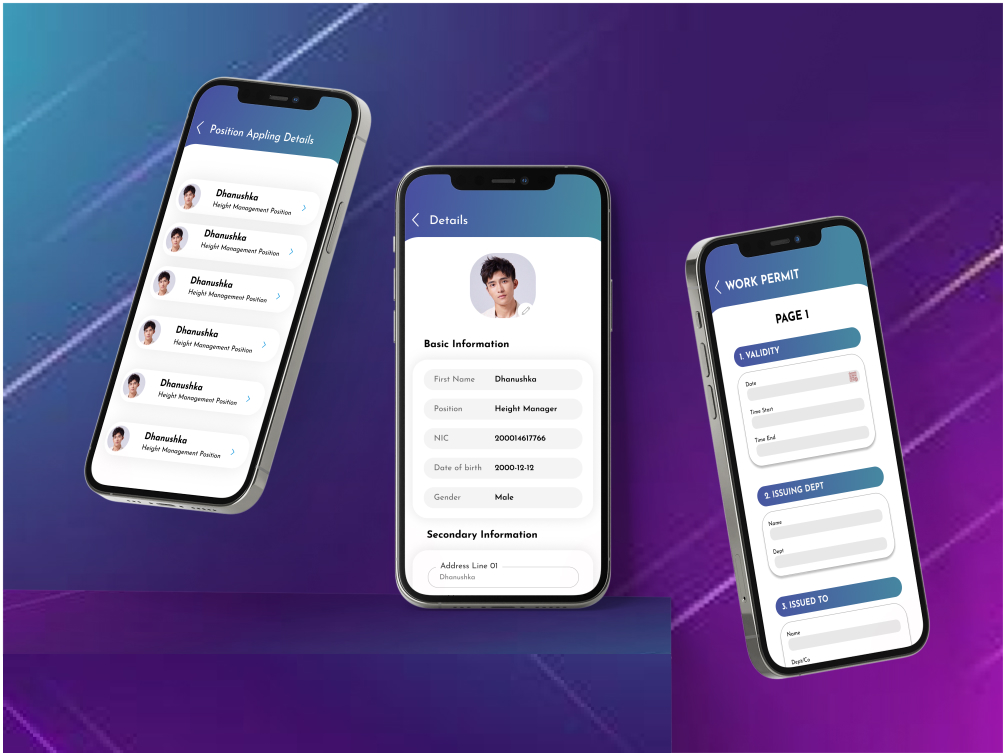 Position Appling Details
Dhanushka
Height Management Position
Dhanushka
Height Management Position
Dhanushka
Height Management Position
Dhanushka
Height Management Position
Dhanushka
Height Management Position
Dhanushka
Height Management Position
Details
Basic Information
First Name Dhanushka
Position Height Manager
NIC 200014617766
Date of birth 2000-12-12
Gender Male
Secondary Information
Address Line 01
Dhanushka
WORK PERMIT
PAGE 1
1. VALIDITY
Date
Time Start
Time End
2. ISSUING DEPT
Name
Dept
3. ISSUED TO
Name
Dept/Co